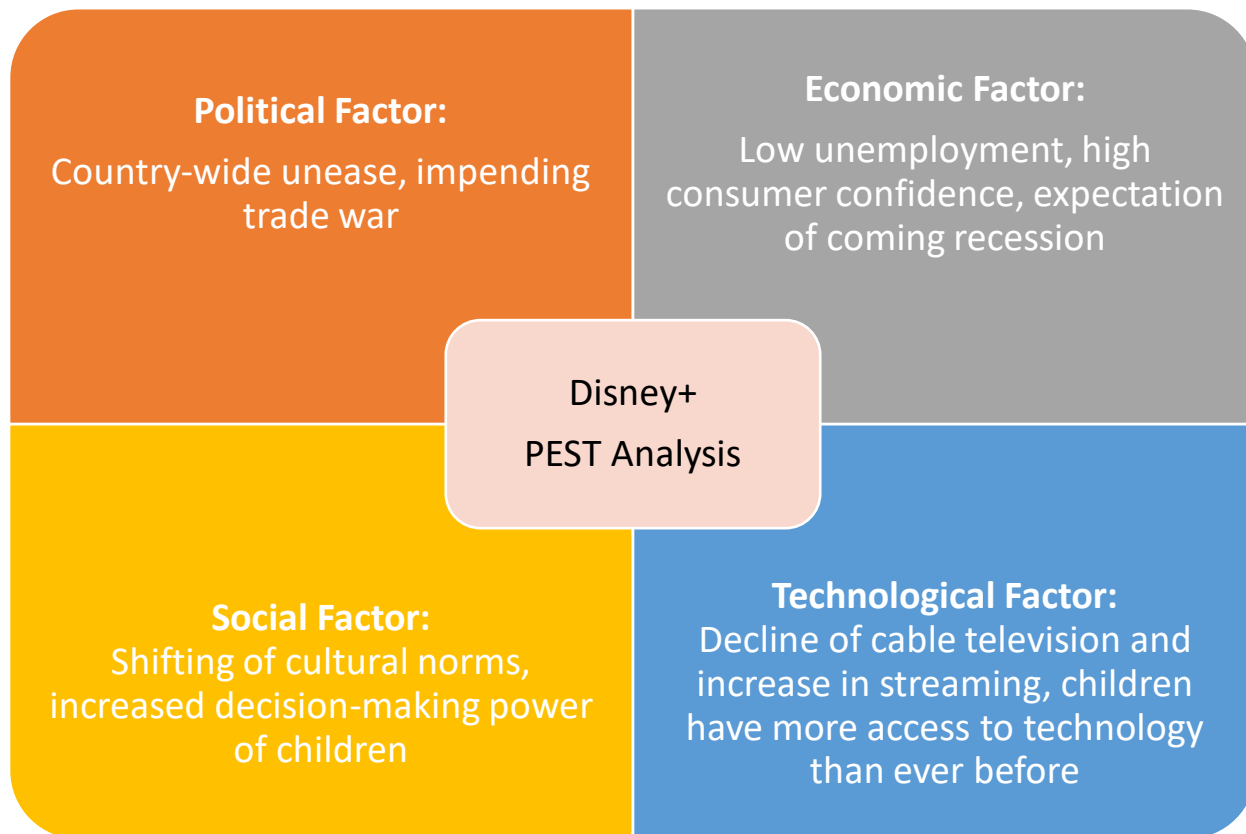 Political Factor:
Country-wide unease, impending
trade war
Economic Factor:
Low unemployment, high
consumer confidence, expectation
of coming recession
Disney+
PEST Analysis
Social Factor:
Shifting of cultural norms,
increased decision-making power
of children
Technological Factor:
Decline of cable television and
increase in streaming, children
have more access to technology
than ever before